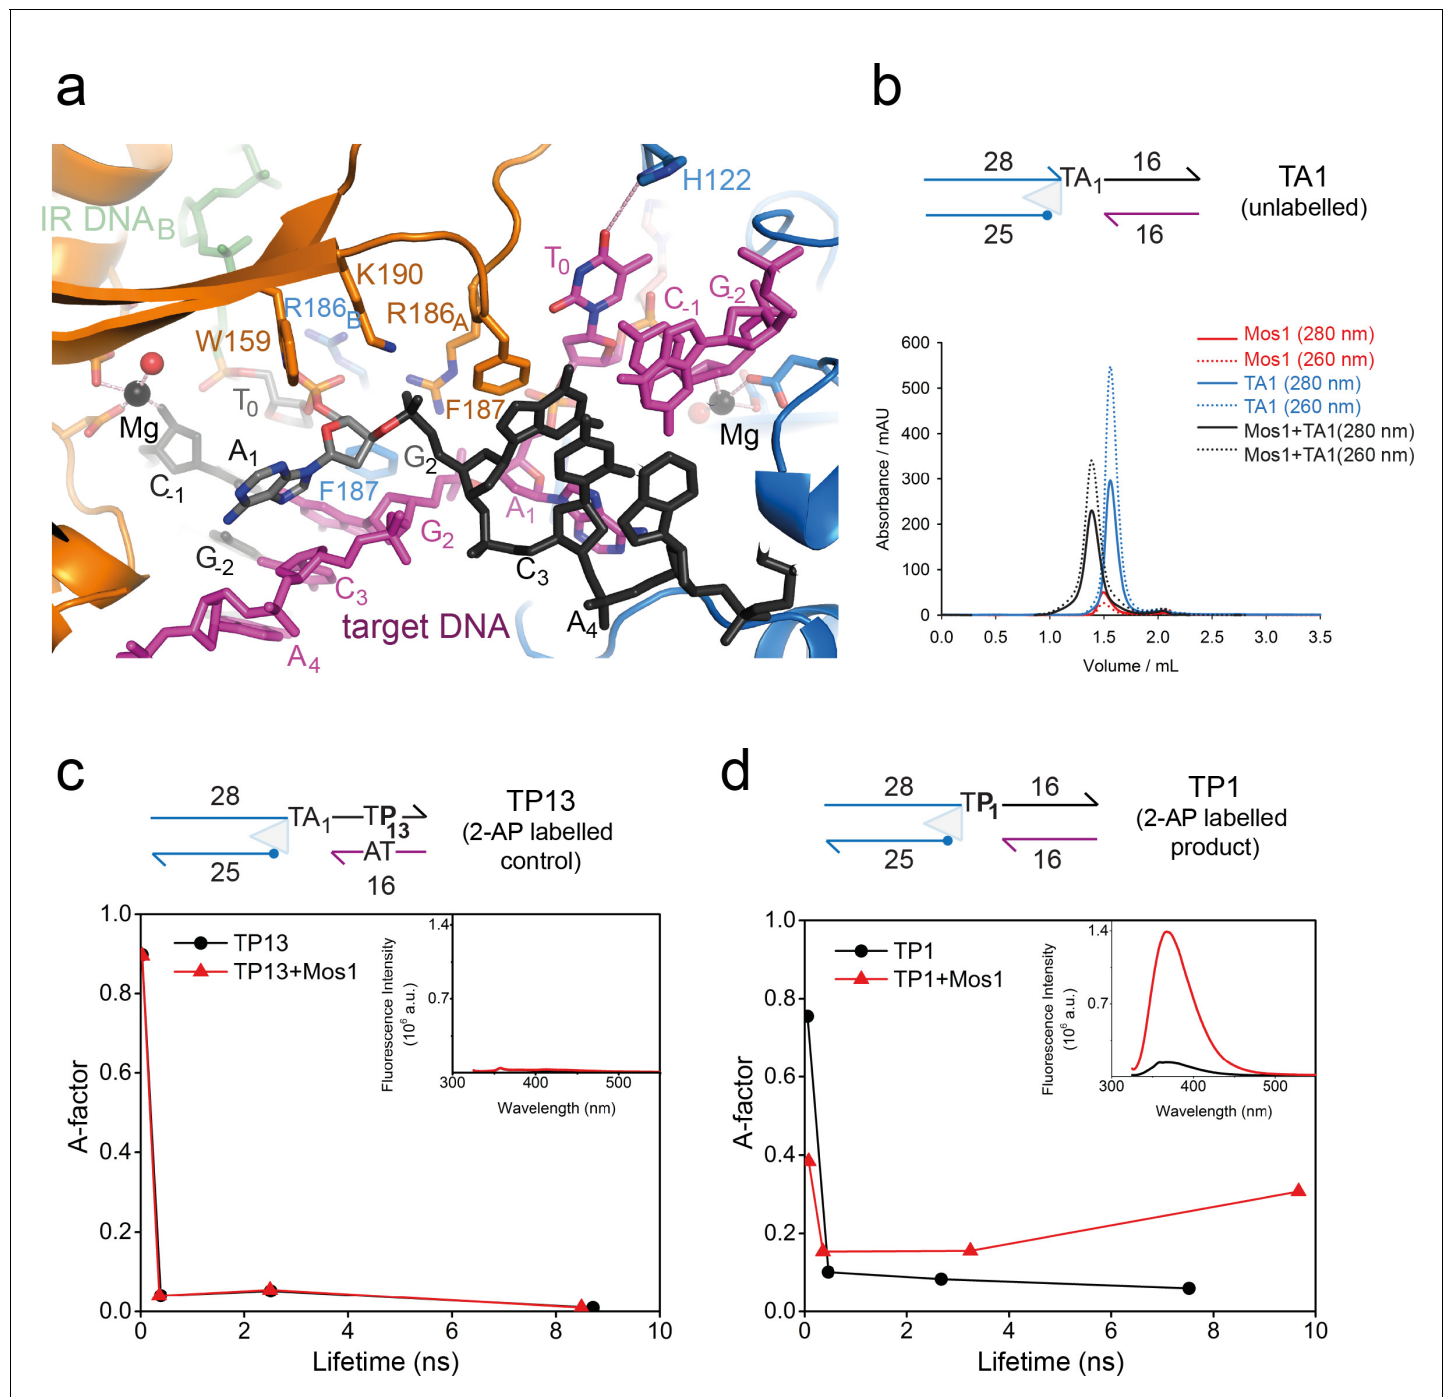 a
IR DNA B
H122
T0
K190
R186 B
R186 A
C-1
G-2
W159
T0
F187
Mg
Mg
A1
G2
C-1
F187
A1
G2
G-2
C3
C3
target DNA
A4
A4
b
28
16
TA1
TA1
(unlabelled)
25
16
Mos1 (280 nm)
Mos1 (260 nm)
TA1 (280 nm)
TA1 (260 nm)
Mos1+TA1(280 nm)
Mos1+TA1(260 nm)
Absorbance / mAU
600
500
400
300
200
100
0
0.0 0.5 1.0 1.5 2.0 2.5 3.0 3.5
Volume / mL
c
28
TA1
TP13
AT
25
16
TP13
(2-AP labelled
control)
TP13
TP13+Mos1
A-factor
1.0
0.8
0.6
0.4
0.2
0.0
0 2 4 6 8 10
Lifetime (ns)
Fluorescence Intensity
(10⁶ a.u.)
1.4
0.7
300 400 500
Wavelength (nm)
d
28
16
TP1
25
16
TP1
(2-AP labelled
product)
TP1
TP1+Mos1
A-factor
1.0
0.8
0.6
0.4
0.2
0.0
0 2 4 6 8 10
Lifetime (ns)
Fluorescence Intensity
(10⁶ a.u.)
1.4
0.7
300 400 500
Wavelength (nm)